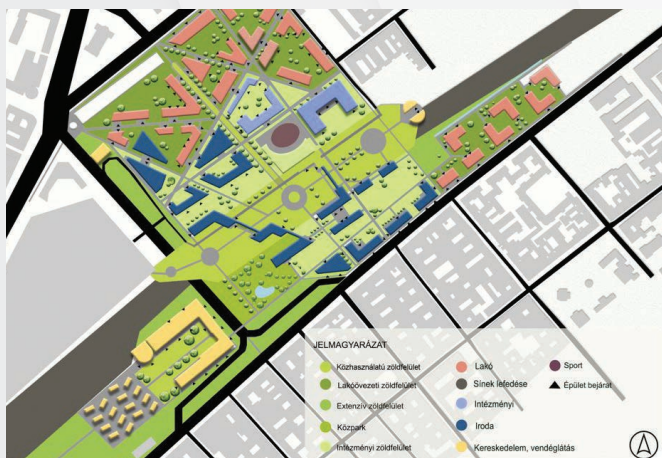 JELMAGYARÁZAT
Közhasználatú zöldfelület
Lakóövezeti zöldfelület
Extenzív zöldfelület
Közpark
Intézményi zöldfelület
Lakó
Sínek lefedése
Intézményi
Iroda
Kereskedelem, vendéglátás
Sport
Épület bejárat